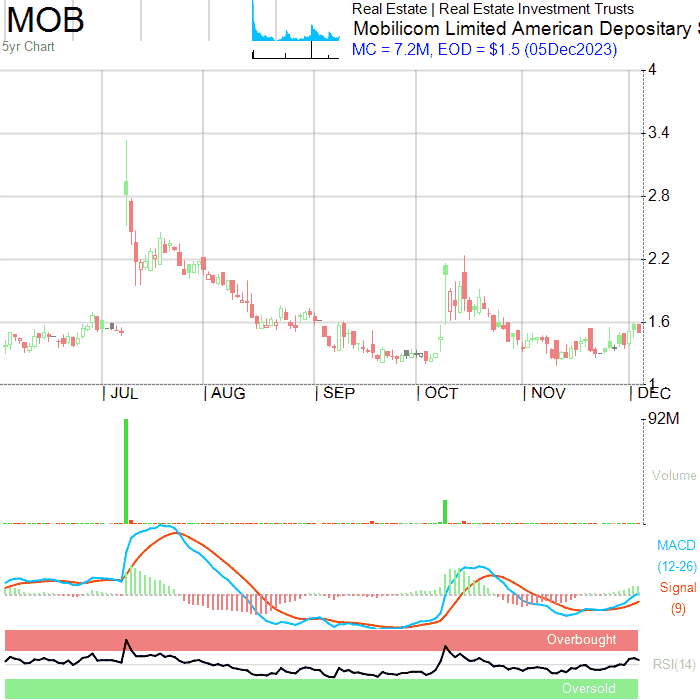 MOB
5yr Chart
Real Estate | Real Estate Investment Trusts
Mobilicom Limited American Depositary
MC = 7.2M, EOD = $1.5 (05Dec2023)
4
3.4
2.8
2.2
1.6
1
| JUL | AUG | SEP | OCT | NOV | DEC
92M
Volume
MACD
(12-26)
Signal
(9)
Overbought
RSI(14)
Oversold